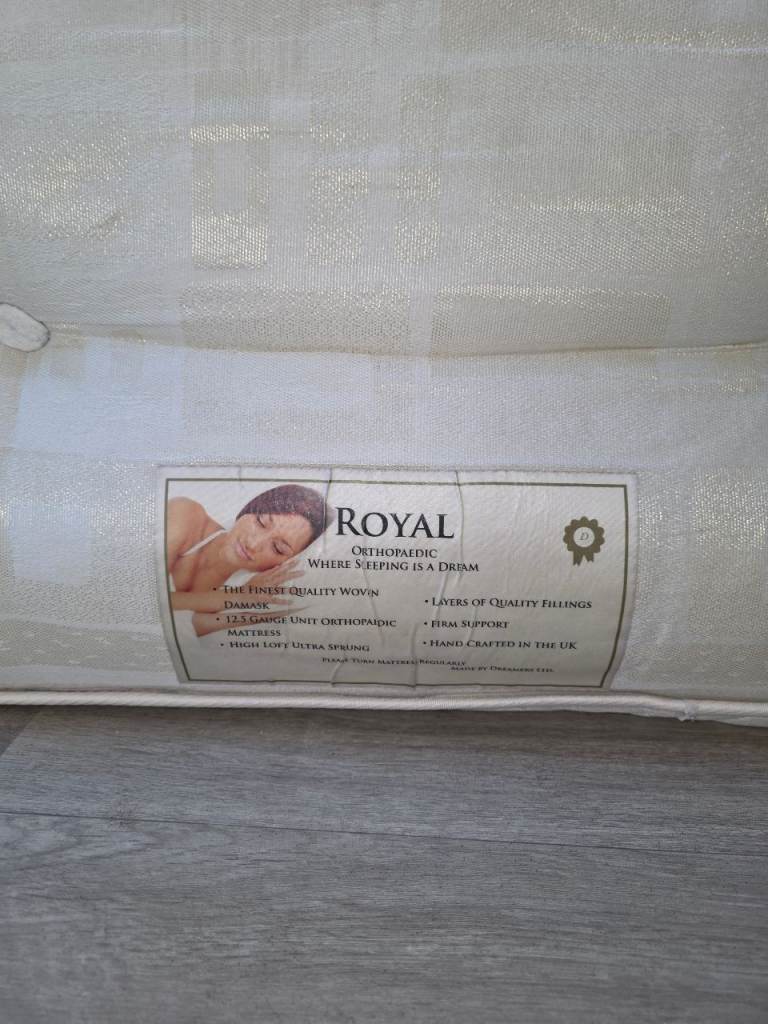 ROYAL
ORTHOPAEDIC
WHERE SLEEPING IS A DREAM
• THE FINEST QUALITY WOVEN
DAMASK
• 12.5 GAUGE UNIT ORTHOPAEDIC
MATTRESS
• HIGH LOFT ULTRA SPRUNG
• LAYERS OF QUALITY FILLINGS
• FIRM SUPPORT
• HAND CRAFTED IN THE UK
PLEASE TURN MATTRESS REGULARLY
MADE BY DREAMERS LTD.
D